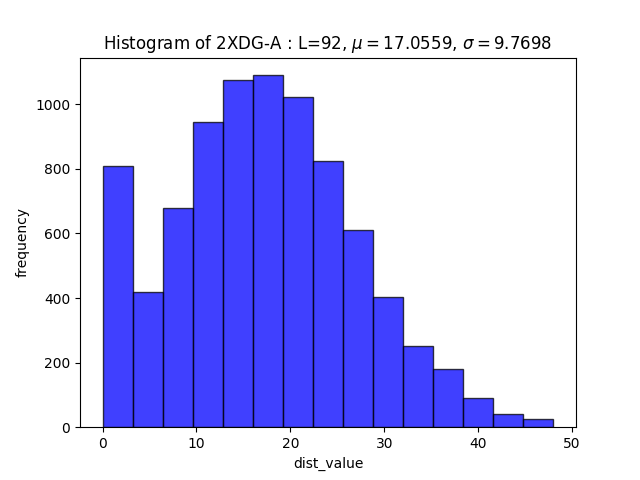 Histogram of 2XDG-A : L=92, μ = 17.0559, σ = 9.7698
1000
800
600
400
200
0
frequency
0 10 20 30 40 50
dist_value